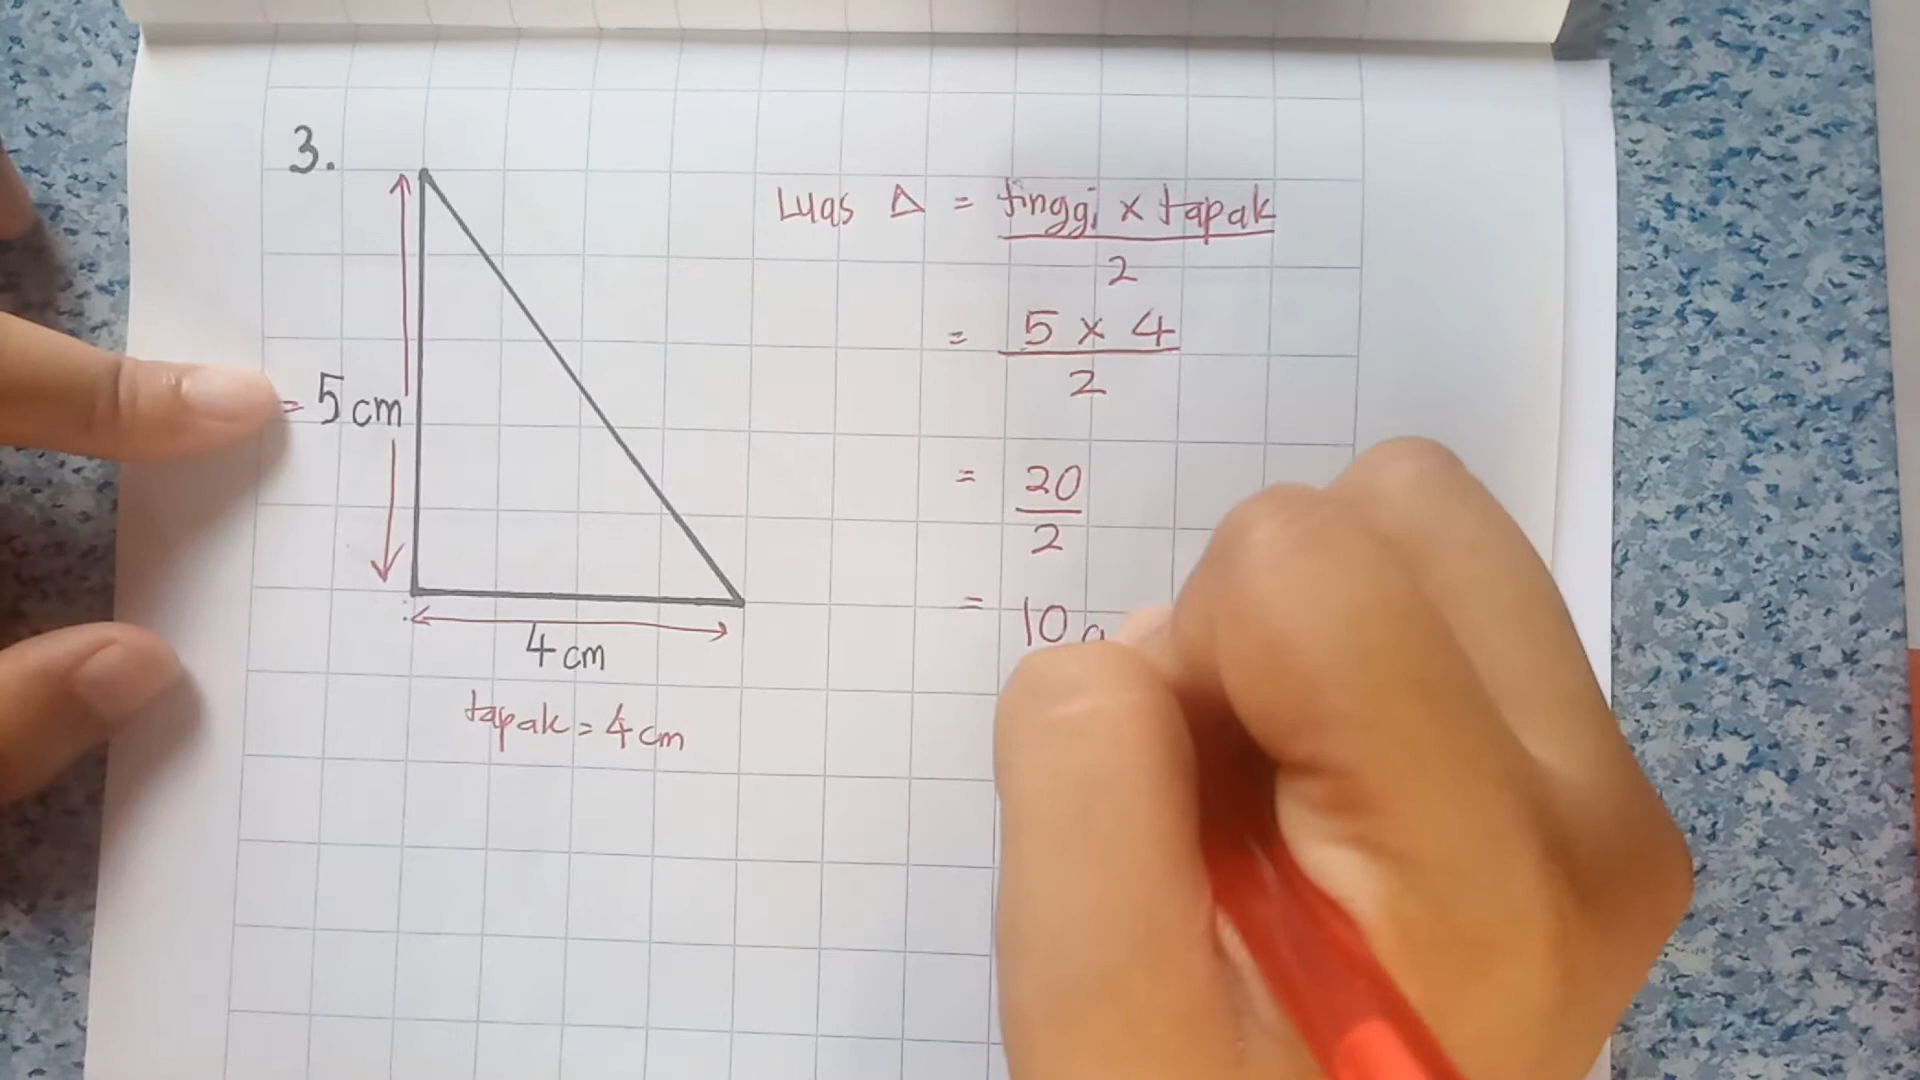 3.
Luas Δ = tinggi x tapak
2
= 5 x 4
2
= 5 cm
= 20
2
= 10
4 cm
tapak = 4 cm